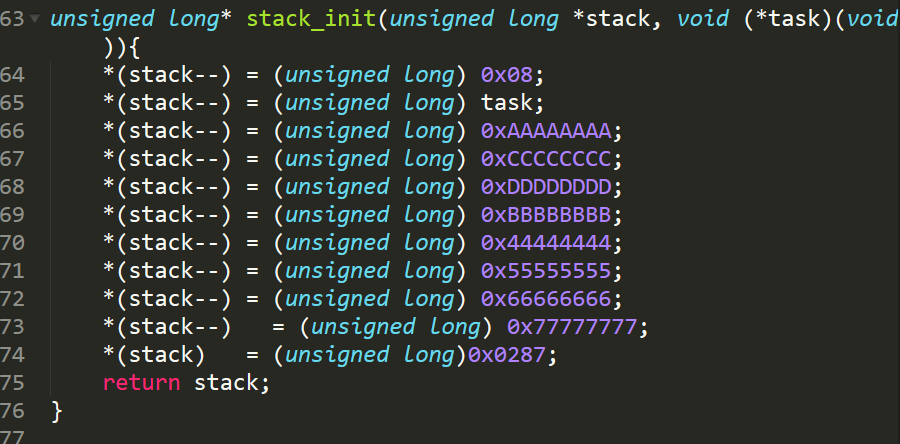 63 unsigned long* stack_init(unsigned long *stack, void (*task)(void
)){
64 *(stack--) = (unsigned long) 0x08;
65 *(stack--) = (unsigned long) task;
66 *(stack--) = (unsigned long) 0xAAAAAAAA;
67 *(stack--) = (unsigned long) 0xCCCCCCCC;
68 *(stack--) = (unsigned long) 0xDDDDDDDD;
69 *(stack--) = (unsigned long) 0xBBBBBBBB;
70 *(stack--) = (unsigned long) 0x44444444;
71 *(stack--) = (unsigned long) 0x55555555;
72 *(stack--) = (unsigned long) 0x66666666;
73 *(stack--)   = (unsigned long) 0x77777777;
74 *(stack)   = (unsigned long)0x0287;
75 return stack;
76 }
77